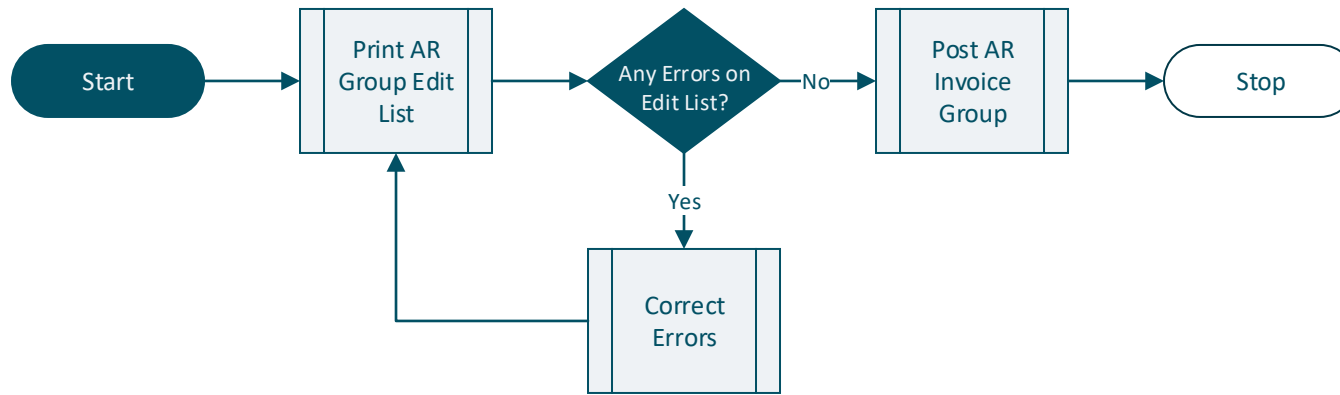 Start
Print AR
Group Edit
List
Any Errors on
Edit List?
No
Post AR
Invoice
Group
Stop
Yes
Correct
Errors